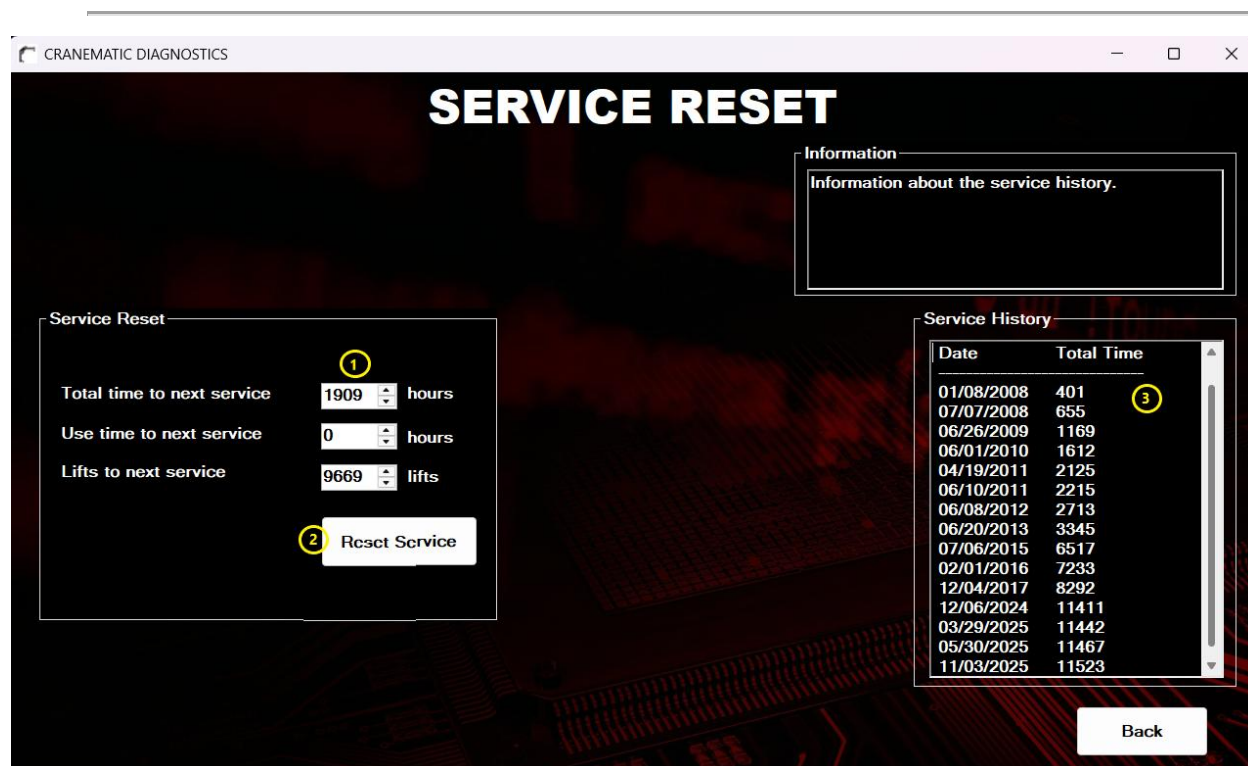 CRANEMATIC DIAGNOSTICS
SERVICE RESET
Information
Information about the service history.
Service Reset
1
Total time to next service 1909 hours
Use time to next service 0 hours
Lifts to next service 9669 lifts
2 Reset Service
Service History
Date Total Time
--------------------------------
3
01/08/2008 401
07/07/2008 655
06/26/2009 1169
06/01/2010 1612
04/19/2011 2125
06/10/2011 2215
06/08/2012 2713
06/20/2013 3345
07/06/2015 6517
02/01/2016 7233
12/04/2017 8292
12/06/2024 11411
03/29/2025 11442
05/30/2025 11467
11/03/2025 11523
Back